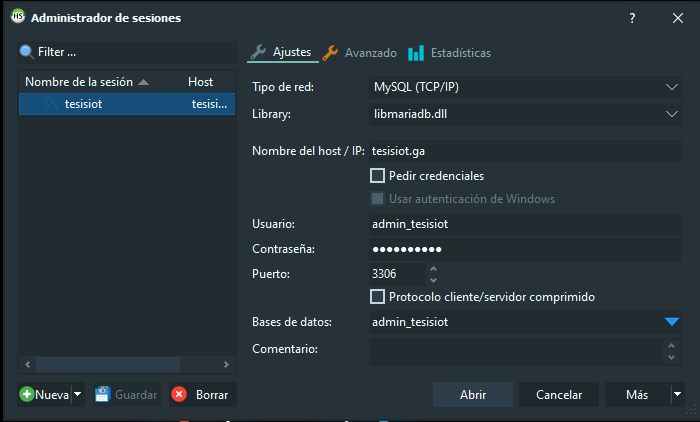 HS Administrador de sesiones ? X
Filter ...
Nombre de la sesión Host
tesisiot tesisi...
Ajustes Avanzado Estadísticas
Tipo de red: MySQL (TCP/IP)
Library: libmariadb.dll
Nombre del host / IP: tesisiot.ga
Pedir credenciales
Usar autenticación de Windows
Usuario: admin_tesisiot
Contraseña: ●●●●●●●●●●
Puerto: 3306
Protocolo cliente/servidor comprimido
Bases de datos: admin_tesisiot
Comentario:
Nueva Guardar Borrar Abrir Cancelar Más